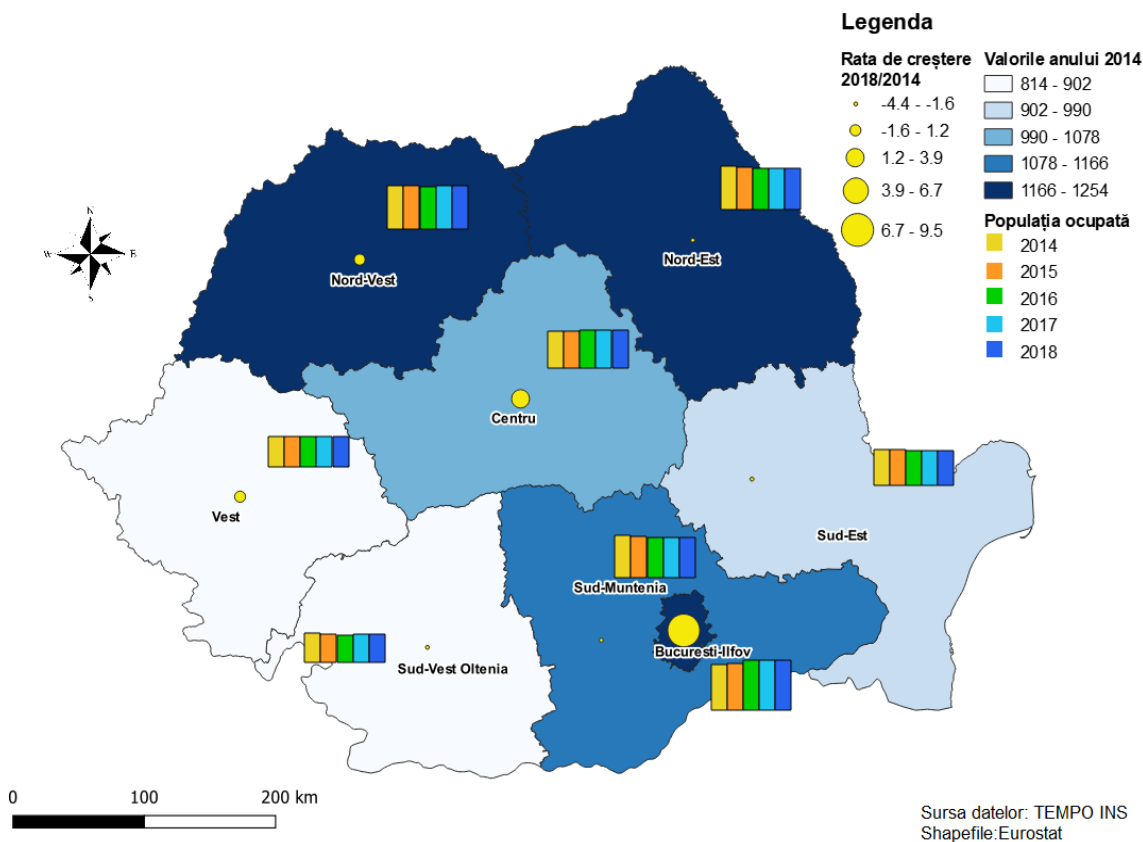 Legenda
Rata de creștere
2018/2014
-4.4 - -1.6
-1.6 - 1.2
1.2 - 3.9
3.9 - 6.7
6.7 - 9.5
Valorile anului 2014
814 - 902
902 - 990
990 - 1078
1078 - 1166
1166 - 1254
Populația ocupată
2014
2015
2016
2017
2018
N
W
E
S
Nord-Vest
Nord-Est
Centru
Vest
Sud-Est
Sud-Muntenia
Bucuresti-Ilfov
Sud-Vest Oltenia
0 100 200 km
Sursa datelor: TEMPO INS
Shapefile:Eurostat